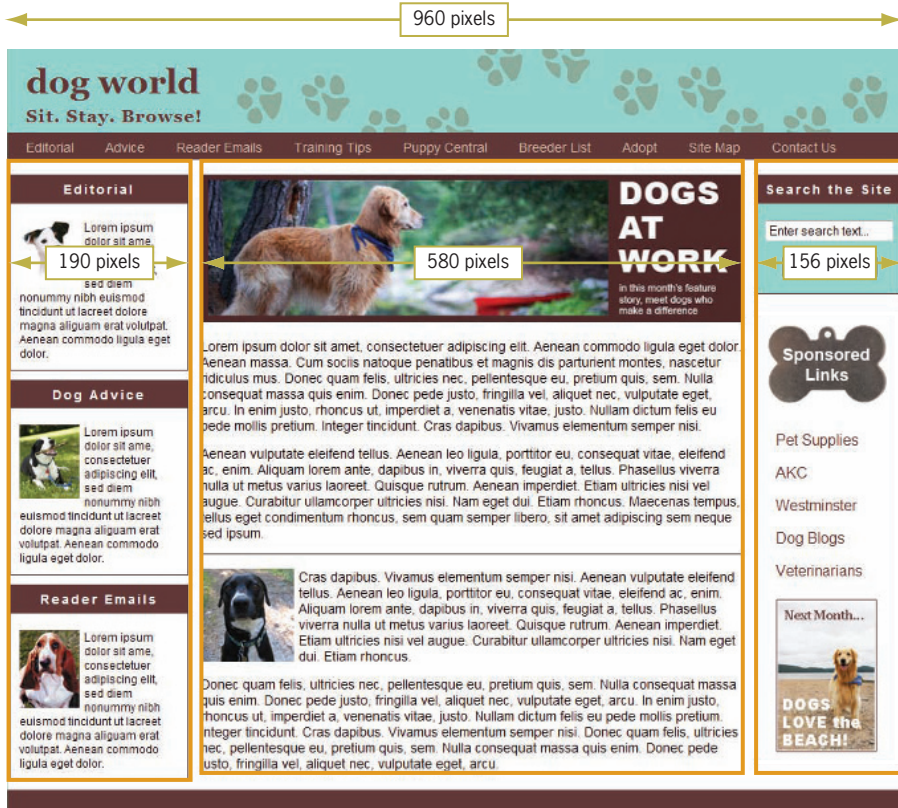 960 pixels
dog world
Sit. Stay. Browse!
Editorial Advice Reader Emails Training Tips Puppy Central Breeder List Adopt Site Map Contact Us
Editorial
Lorem ipsum
dolor sit ame,
190 pixels
nonummy nibh euismod
tincidunt ut lacreet dolore
magna aliguam erat volutpat.
Aenean commodo ligula eget
dolor.
Dog Advice
Lorem ipsum
dolor sit ame,
consectetuer
adipiscing elit,
sed diem
nonummy nibh
euismod tincidunt ut lacreet
dolore magna aliguam erat
volutpat. Aenean commodo
ligula eget dolor.
Reader Emails
Lorem ipsum
dolor sit ame,
consectetuer
adipiscing elit,
sed diem
nonummy nibh
euismod tincidunt ut lacreet
dolore magna aliguam erat
volutpat. Aenean commodo
ligula eget dolor.
DOGS
AT
WORK
580 pixels
in this month's feature
story, meet dogs who
make a difference
Lorem ipsum dolor sit amet, consectetuer adipiscing elit. Aenean commodo ligula eget dolor.
Aenean massa. Cum sociis natoque penatibus et magnis dis parturient montes, nascetur
ridiculus mus. Donec quam felis, ultricies nec, pellentesque eu, pretium quis, sem. Nulla
consequat massa quis enim. Donec pede justo, fringilla vel, aliquet nec, vulputate eget,
arcu. In enim justo, rhoncus ut, imperdiet a, venenatis vitae, justo. Nullam dictum felis eu
pede mollis pretium. Integer tincidunt. Cras dapibus. Vivamus elementum semper nisi.
Aenean vulputate eleifend tellus. Aenean leo ligula, porttitor eu, consequat vitae, eleifend
ac, enim. Aliquam lorem ante, dapibus in, viverra quis, feugiat a, tellus. Phasellus viverra
nulla ut metus varius laoreet. Quisque rutrum. Aenean imperdiet. Etiam ultricies nisi vel
augue. Curabitur ullamcorper ultricies nisi. Nam eget dui. Etiam rhoncus. Maecenas tempus,
tellus eget condimentum rhoncus, sem quam semper libero, sit amet adipiscing sem neque
sed ipsum.
Cras dapibus. Vivamus elementum semper nisi. Aenean vulputate eleifend
tellus. Aenean leo ligula, porttitor eu, consequat vitae, eleifend ac, enim.
Aliquam lorem ante, dapibus in, viverra quis, feugiat a, tellus. Phasellus
viverra nulla ut metus varius laoreet. Quisque rutrum. Aenean imperdiet.
Etiam ultricies nisi vel augue. Curabitur ullamcorper ultricies nisi. Nam eget
dui. Etiam rhoncus.
Donec quam felis, ultricies nec, pellentesque eu, pretium quis, sem. Nulla consequat massa
quis enim. Donec pede justo, fringilla vel, aliquet nec, vulputate eget, arcu. In enim justo,
rhoncus ut, imperdiet a, venenatis vitae, justo. Nullam dictum felis eu pede mollis pretium.
Integer tincidunt. Cras dapibus. Vivamus elementum semper nisi. Donec quam felis, ultricies
nec, pellentesque eu, pretium quis, sem. Nulla consequat massa quis enim. Donec pede
justo, fringilla vel, aliquet nec, vulputate eget, arcu.
Search the Site
Enter search text...
156 pixels
Sponsored
Links
Pet Supplies
AKC
Westminster
Dog Blogs
Veterinarians
Next Month...
DOGS
LOVE the
BEACH!